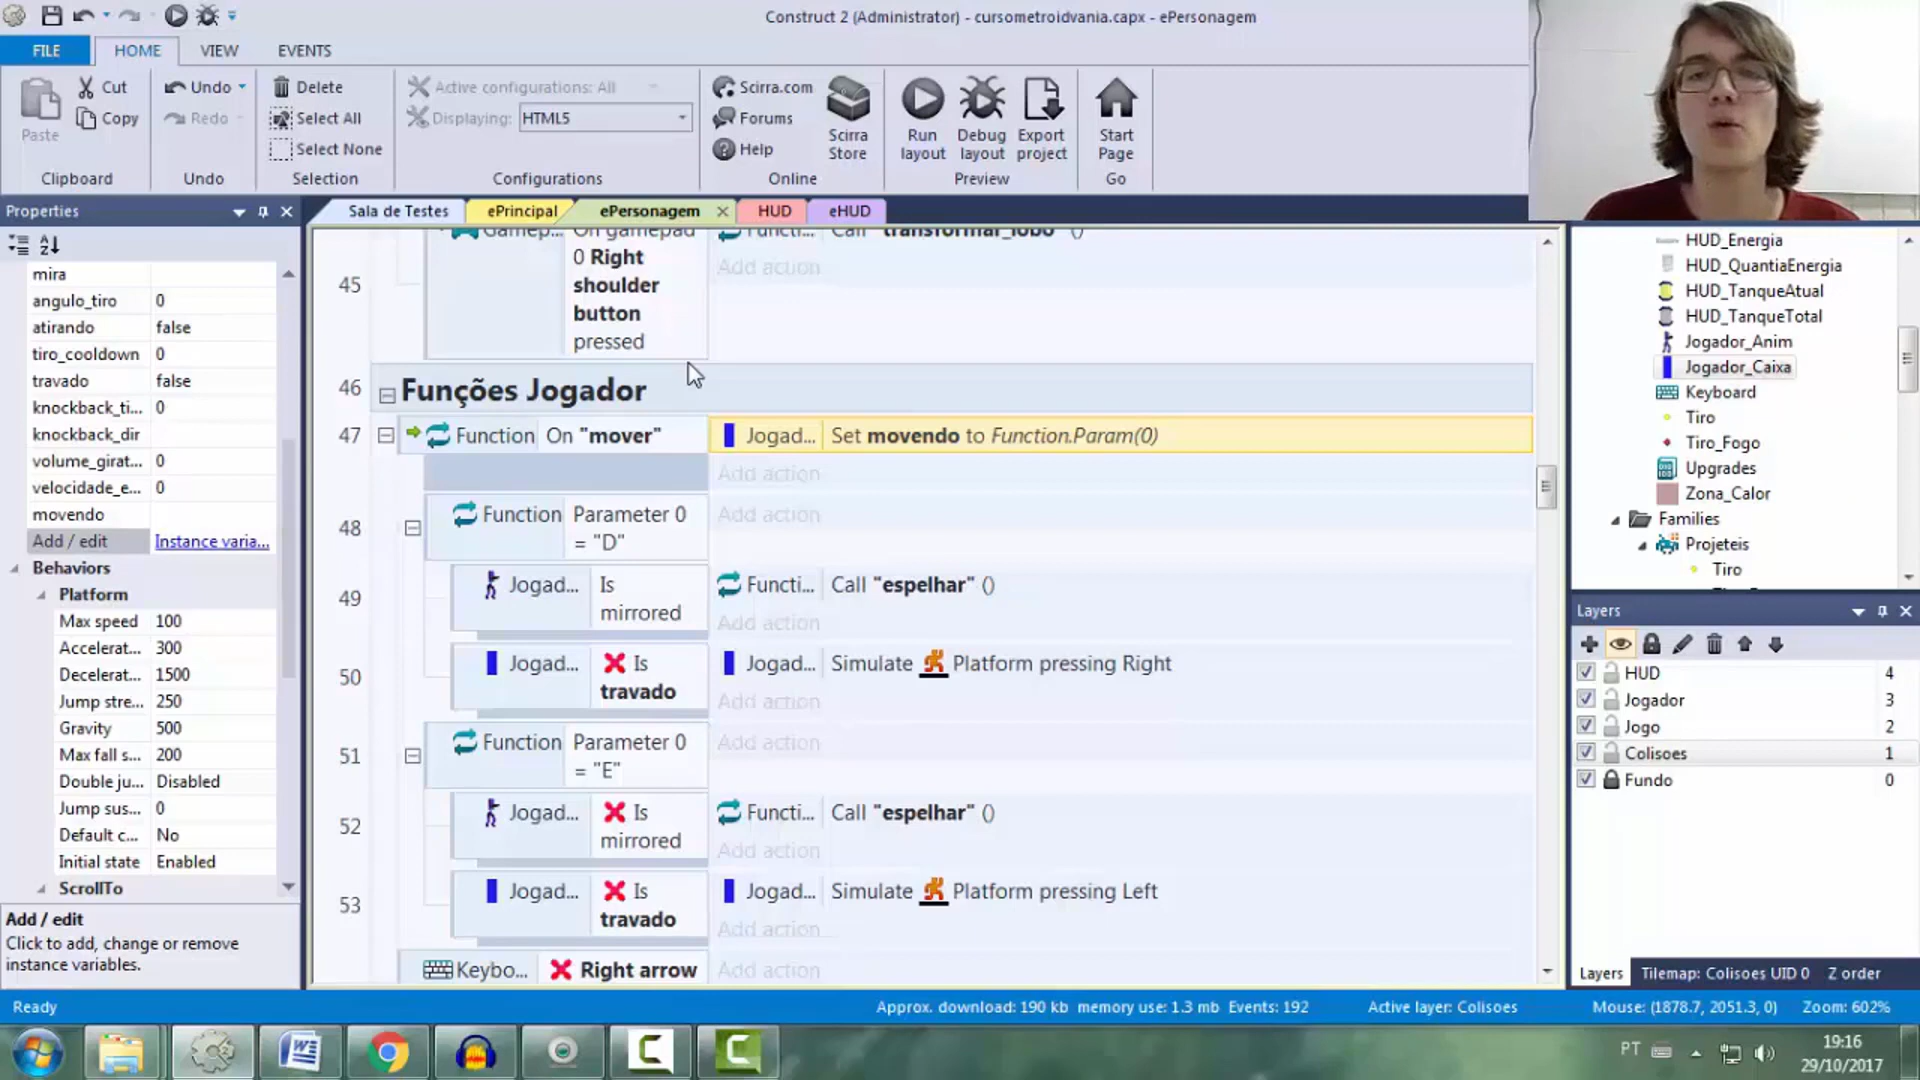 Construct 2 (Administrator) - cursometroidvania.capx - ePersonagem
FILE
HOME
VIEW
EVENTS
Paste
Cut
Copy
Clipboard
Undo
Redo
Undo
Delete
Select All
Select None
Selection
Active configurations: All
Displaying:
HTML5
Configurations
Scirra.com
Forums
Help
Scirra Store
Online
Run layout
Debug layout
Export project
Preview
Start Page
Go
Properties
mira
angulo_tiro 0
atirando false
tiro_cooldown 0
travado false
knockback_ti... 0
knockback_dir
volume_girat... 0
velocidade_e... 0
movendo
Add / edit Instance varia...
Behaviors
Platform
Max speed 100
Accelerat... 300
Decelerat... 1500
Jump stre... 250
Gravity 500
Max fall s... 200
Double ju... Disabled
Jump sus... 0
Default c... No
Initial state Enabled
ScrollTo
Add / edit
Click to add, change or remove
instance variables.
Sala de Testes
ePrincipal
ePersonagem
HUD
eHUD
45
Gamep...
On gamepad
0 Right
shoulder
button
pressed
Functi... Call "transformar_lobo" ()
Add action
46 Funções Jogador
47 Function On "mover" Jogad... Set movendo to Function.Param(0)
Add action
48 Function Parameter 0
= "D"
Add action
49 Jogad... Is
mirrored
Functi... Call "espelhar" ()
Add action
50 Jogad... Is
travado
Jogad... Simulate Platform pressing Right
Add action
51 Function Parameter 0
= "E"
Add action
52 Jogad... Is
mirrored
Functi... Call "espelhar" ()
Add action
53 Jogad... Is
travado
Jogad... Simulate Platform pressing Left
Add action
Keybo... Right arrow
Add action
HUD_Energia
HUD_QuantiaEnergia
HUD_TanqueAtual
HUD_TanqueTotal
Jogador_Anim
Jogador_Caixa
Keyboard
Tiro
Tiro_Fogo
Upgrades
Zona_Calor
Families
Projeteis
Tiro
Layers
HUD 4
Jogador 3
Jogo 2
Colisoes 1
Fundo 0
Layers
Tilemap: Colisoes UID 0
Z order
Ready
Approx. download: 190 kb memory use: 1.3 mb Events: 192
Active layer: Colisoes
Mouse: (1878.7, 2051.3, 0)
Zoom: 602%
PT
19:16
29/10/2017